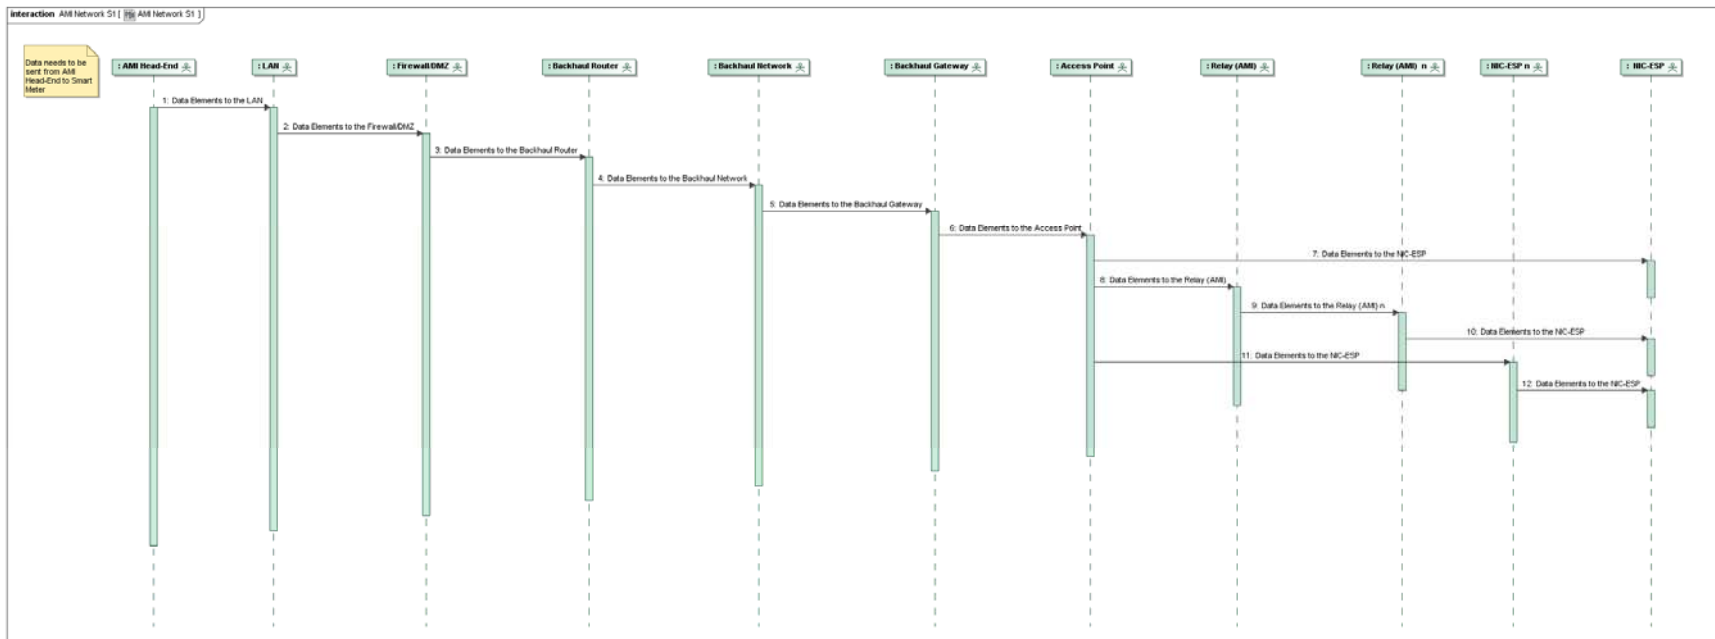 interaction AMI Network S1 [ AMI Network S1 ]
Data needs to be
sent from AMI
Head-End to Smart
Meter
: AMI Head-End
: LAN
: Firewall/DMZ
: Backhaul Router
: Backhaul Network
: Backhaul Gateway
: Access Point
: Relay (AMI)
: Relay (AMI) n
: NIC-ESP n
: NIC-ESP
1: Data Elements to the LAN
2: Data Elements to the Firewall/DMZ
3: Data Elements to the Backhaul Router
4: Data Elements to the Backhaul Network
5: Data Elements to the Backhaul Gateway
6: Data Elements to the Access Point
7: Data Elements to the NIC-ESP
8: Data Elements to the Relay (AMI)
9: Data Elements to the Relay (AMI) n
10: Data Elements to the NIC-ESP
11: Data Elements to the NIC-ESP
12: Data Elements to the NIC-ESP